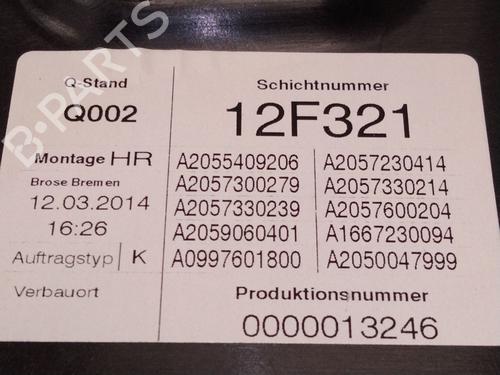 B-PARTS
Q-Stand
Q002
Schichtnummer
12F321
Montage HR
Brose Bremen
12.03.2014
16:26
Auftragstyp K
Verbauort
A2055409206
A2057300279
A2057330239
A2059060401
A0997601800
A2057230414
A2057330214
A2057600204
A1667230094
A2050047999
Produktionsnummer
0000013246